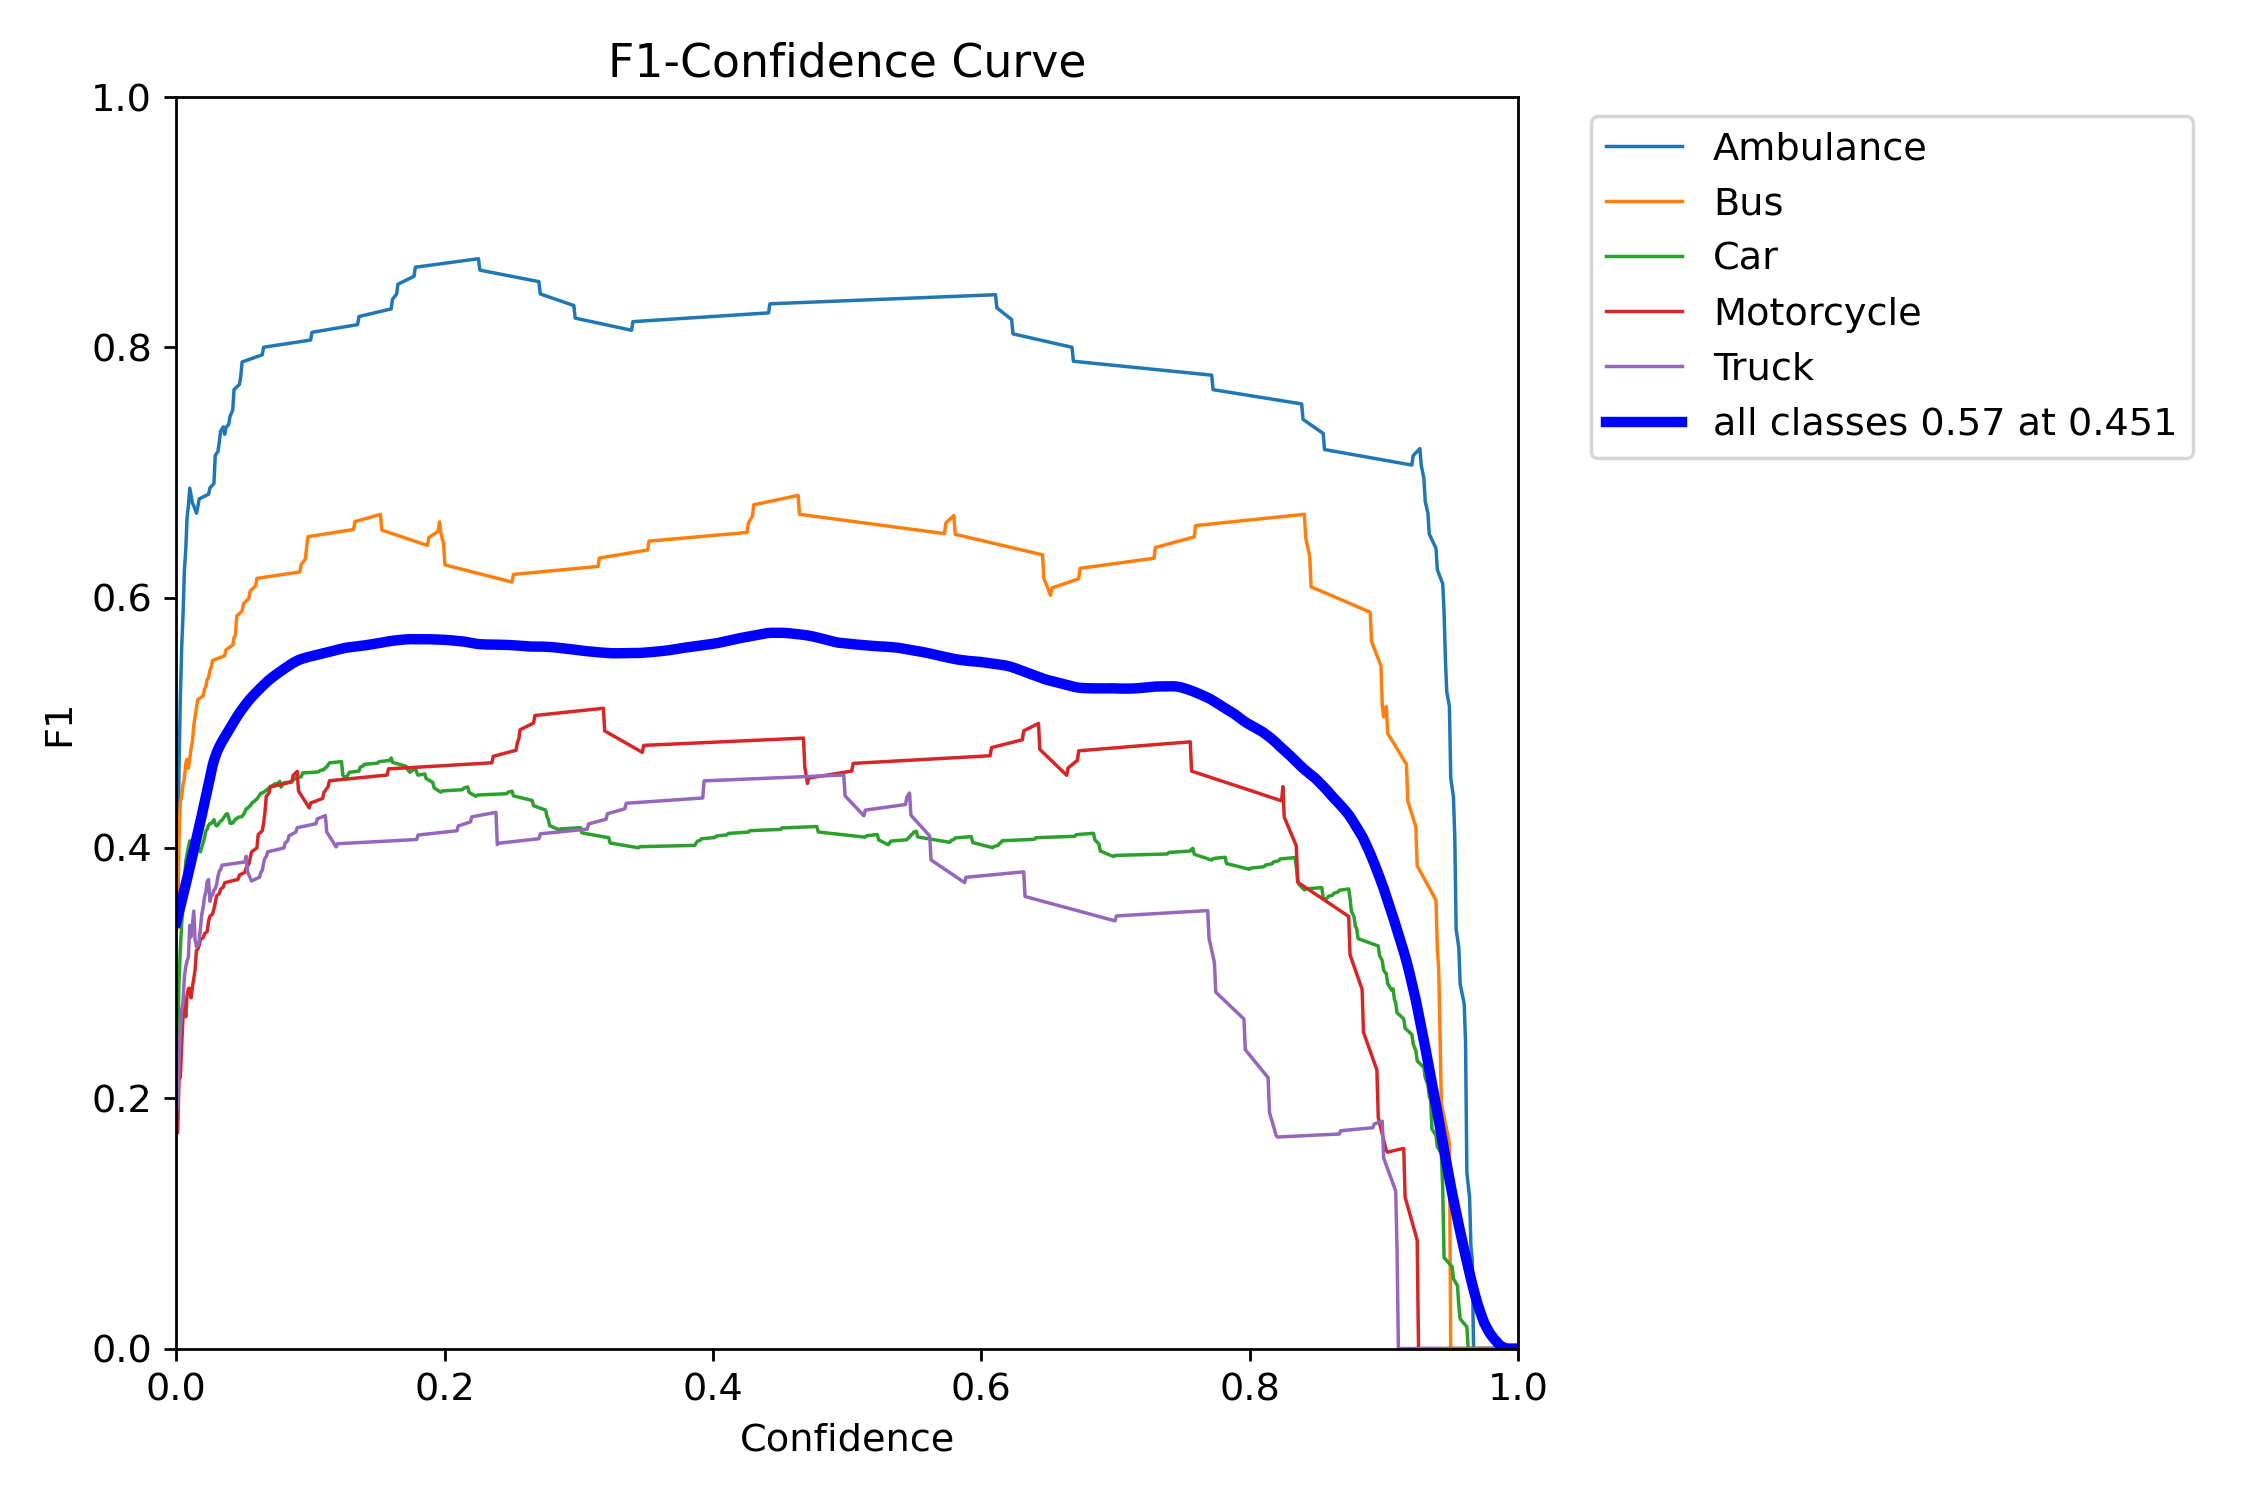 F1-Confidence Curve
1.0
0.8
0.6
0.4
0.2
0.0
F1
0.0 0.2 0.4 0.6 0.8 1.0
Confidence
Ambulance
Bus
Car
Motorcycle
Truck
all classes 0.57 at 0.451